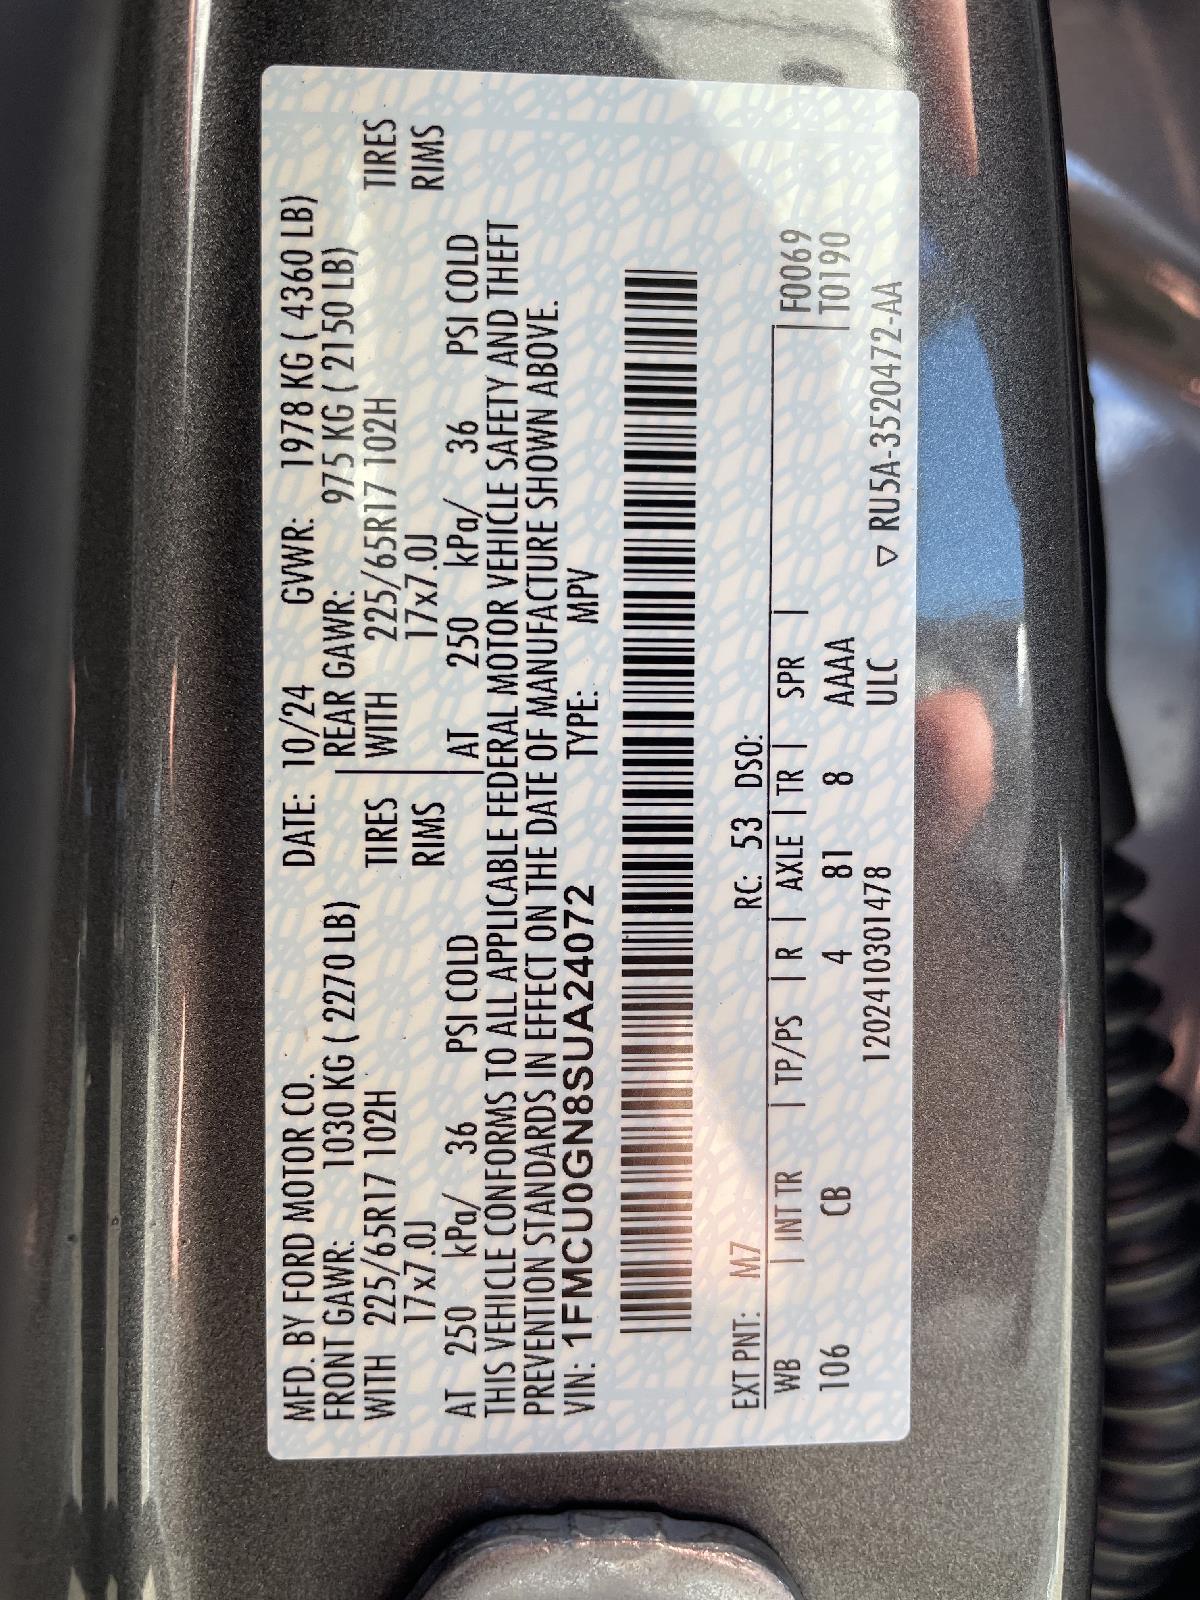 MFD. BY FORD MOTOR CO. DATE: 10/24 GVWR: 1978 KG ( 4360 LB)
FRONT GAWR: 1030 KG ( 2270 LB) REAR GAWR: 975 KG ( 2150 LB)
WITH 225/65R17 102H TIRES WITH 225/65R17 102H TIRES
17x7.0J RIMS 17x7.0J RIMS
AT 250 kPa/ 36 PSI COLD AT 250 kPa/ 36 PSI COLD
THIS VEHICLE CONFORMS TO ALL APPLICABLE FEDERAL MOTOR VEHICLE SAFETY AND THEFT
PREVENTION STANDARDS IN EFFECT ON THE DATE OF MANUFACTURE SHOWN ABOVE.
VIN: 1FMCU0GN8SUA24072 TYPE: MPV
EXT PNT: M7 RC: 53 DSO:
WB | INT TR | TP/PS | R | AXLE | TR | SPR | F0069
106 CB 4 81 8 AAAA T0190
1202410301478 ULC ▽ RU5A-3520472-AA